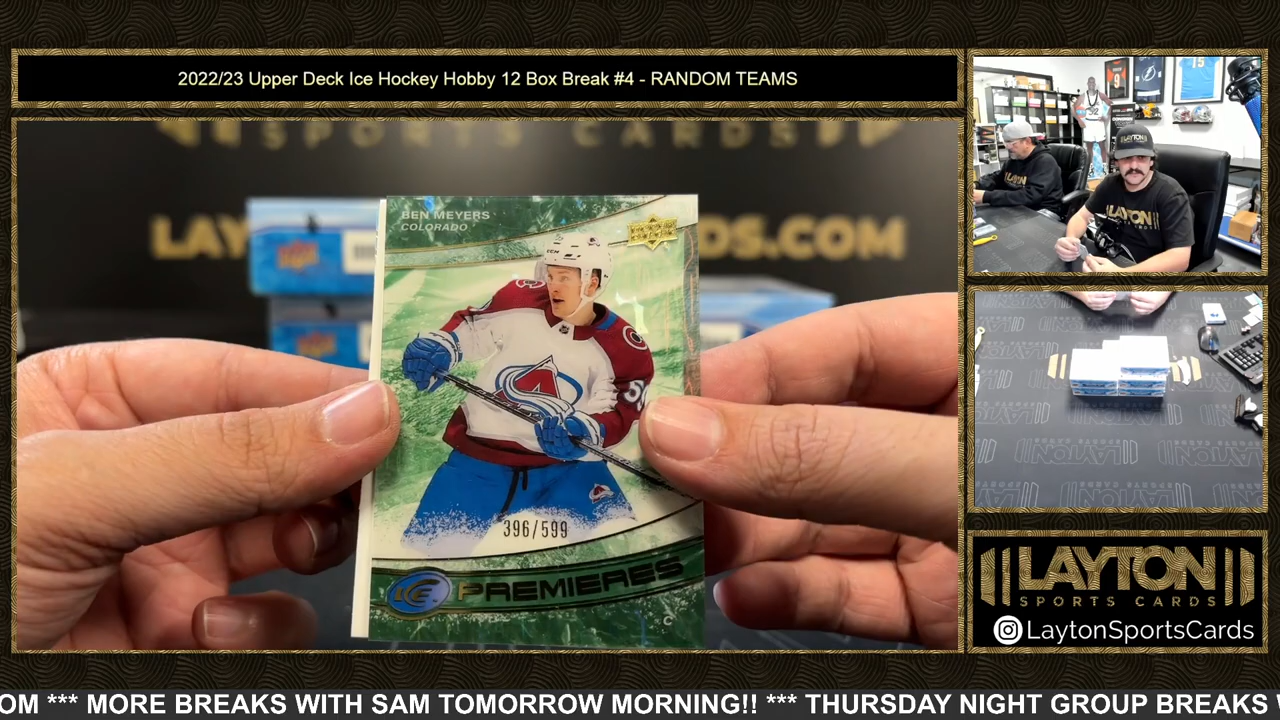 2022/23 Upper Deck Ice Hockey Hobby 12 Box Break #4 - RANDOM TEAMS
BEN MEYERS
COLORADO
396/599
ICE PREMIERES
C
LAYTON
SPORTS CARDS
LaytonSportsCards
OM *** MORE BREAKS WITH SAM TOMORROW MORNING!! *** THURSDAY NIGHT GROUP BREAKS